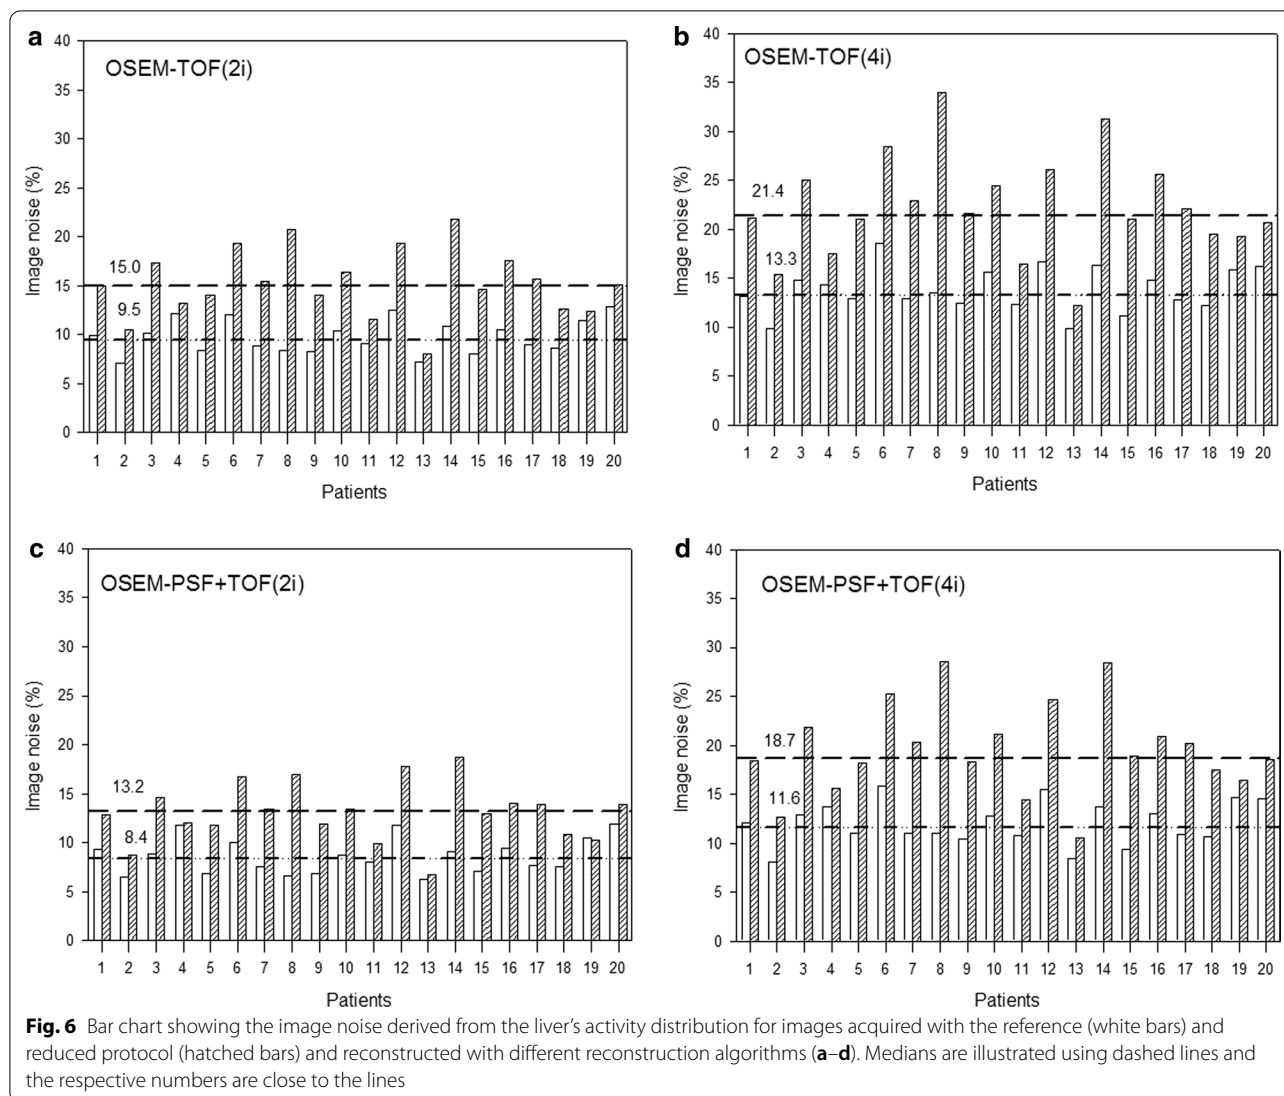 a
OSEM-TOF(2i)
Image noise (%)
40
35
30
25
20
15
10
5
0
15.0
9.5
1 2 3 4 5 6 7 8 9 10 11 12 13 14 15 16 17 18 19 20
Patients
b
OSEM-TOF(4i)
Image noise (%)
40
35
30
25
20
15
10
5
0
21.4
13.3
1 2 3 4 5 6 7 8 9 10 11 12 13 14 15 16 17 18 19 20
Patients
c
OSEM-PSF+TOF(2i)
Image noise (%)
40
35
30
25
20
15
10
5
0
13.2
8.4
1 2 3 4 5 6 7 8 9 10 11 12 13 14 15 16 17 18 19 20
Patients
d
OSEM-PSF+TOF(4i)
Image noise (%)
40
35
30
25
20
15
10
5
0
18.7
11.6
1 2 3 4 5 6 7 8 9 10 11 12 13 14 15 16 17 18 19 20
Patients
Fig. 6 Bar chart showing the image noise derived from the liver’s activity distribution for images acquired with the reference (white bars) and
reduced protocol (hatched bars) and reconstructed with different reconstruction algorithms (a–d). Medians are illustrated using dashed lines and
the respective numbers are close to the lines